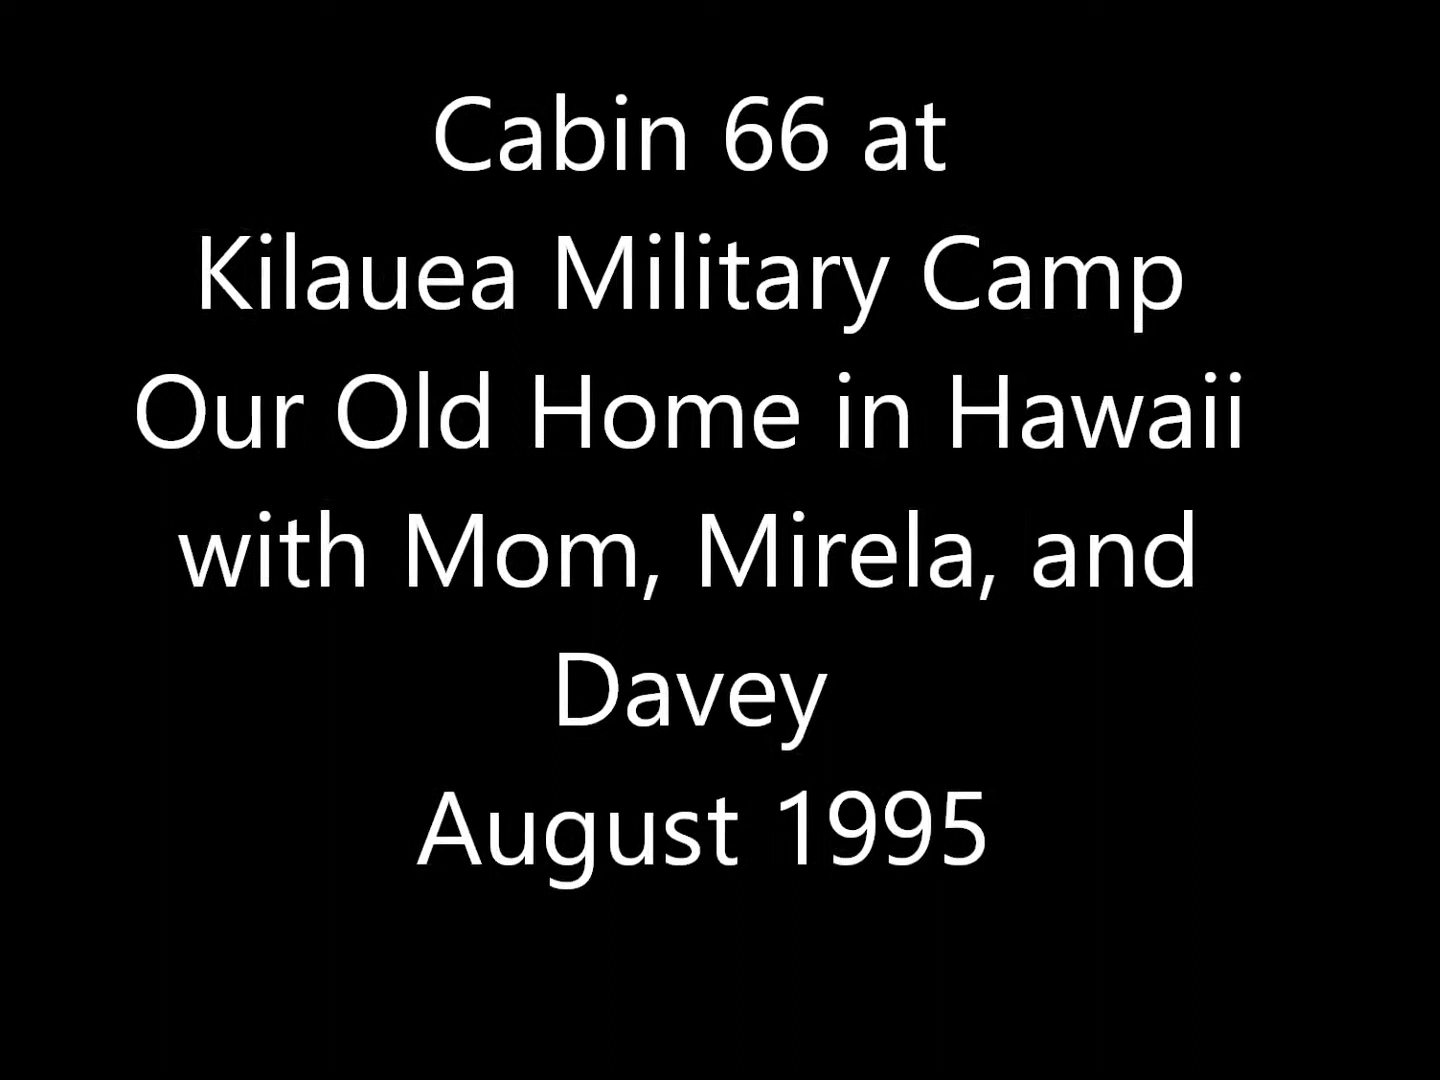 Cabin 66 at
Kilauea Military Camp
Our Old Home in Hawaii
with Mom, Mirela, and
Davey
August 1995